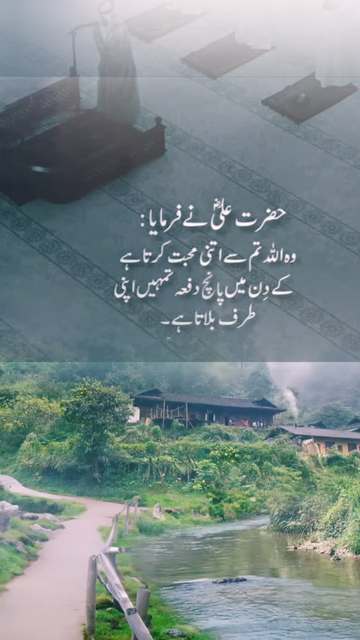 حضرت علیؓ نے فرمایا:
وہ اللہ تم سے اتنی محبت کرتا ہے
کے دِن میں پانچ دفعہ تمہیں اپنی
طرف بلاتا ہے۔